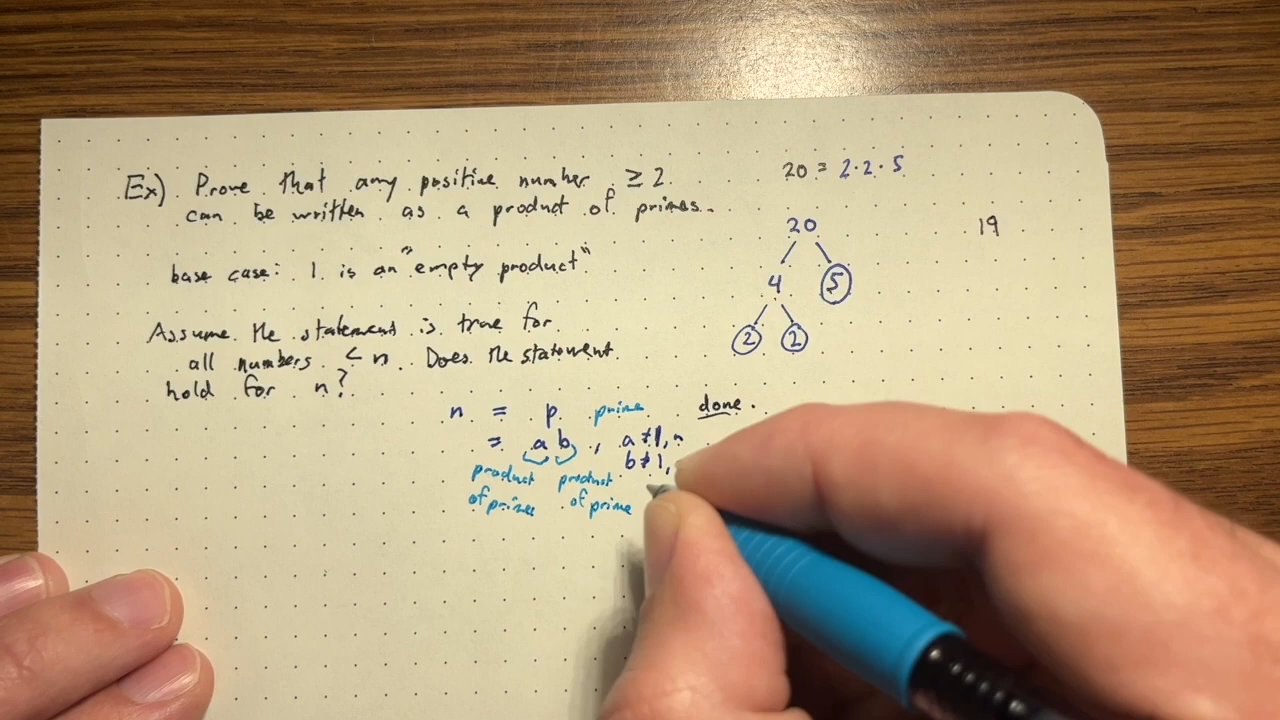 Ex). Prove that any positive number ≥ 2
can be written as a product of primes.
20 = 2·2·5
20
19
4 5
2 2
base case: 1 is an "empty product"
Assume the statement is true for
all numbers < n. Does the statement
hold for n?
n = p prime done.
= a b, a ≠ 1, n
b ≠ 1,
product product
of primes of prime